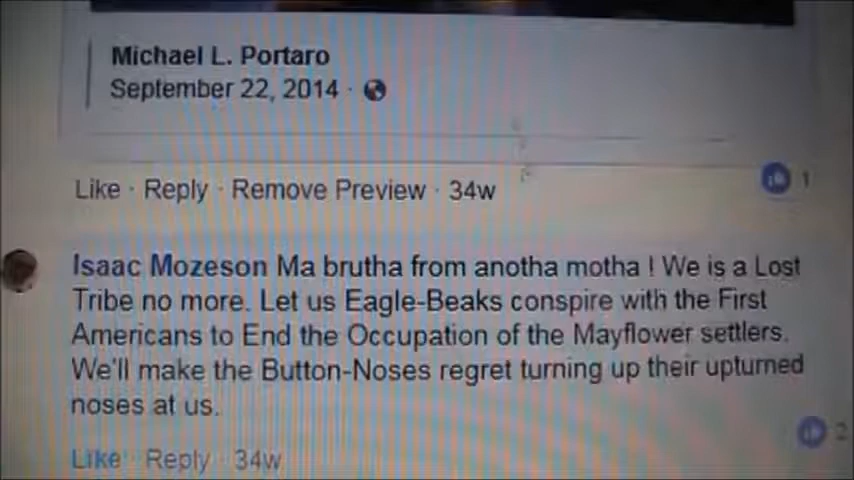 Michael L. Portaro
September 22, 2014 ·
Like · Reply · Remove Preview · 34w
1
Isaac Mozeson Ma brutha from anotha motha ! We is a Lost
Tribe no more. Let us Eagle-Beaks conspire with the First
Americans to End the Occupation of the Mayflower settlers.
We'll make the Button-Noses regret turning up their upturned
noses at us.
2
Like · Reply · 34w